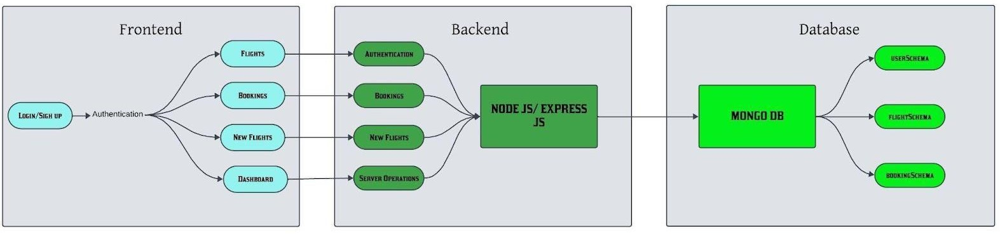 Frontend
Login/Sigh up
Authentication
Flights
Bookings
New Flights
Dashboard
Backend
Authentication
Bookings
New Flights
Server Operations
NODE JS/ EXPRESS
JS
Database
MONGO DB
userSchema
flightSchema
bookingSchema